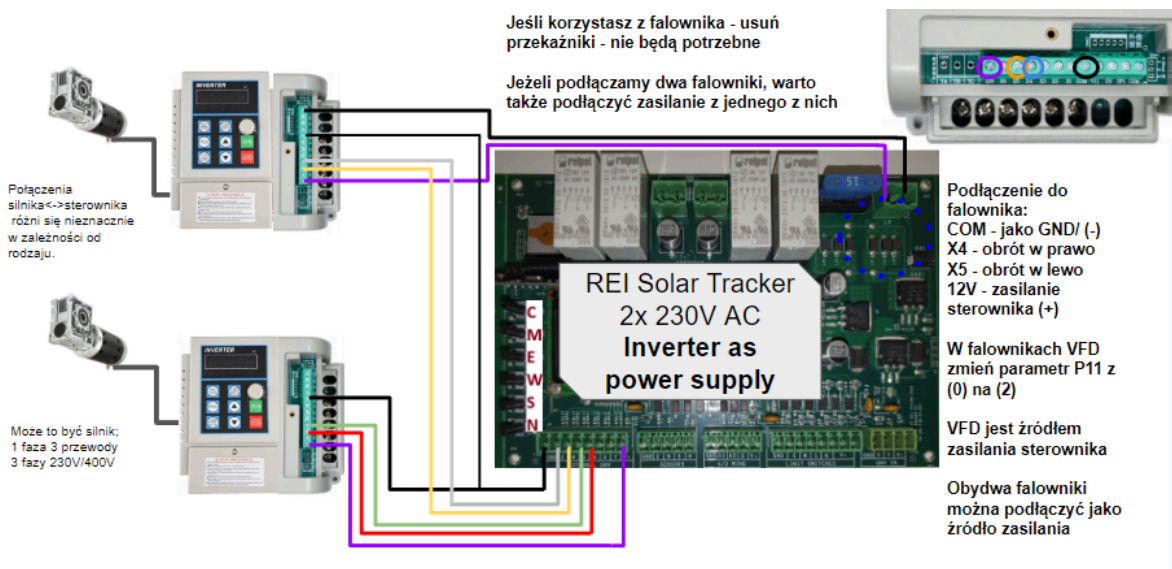 Jeśli korzystasz z falownika - usuń
przekaźniki - nie będą potrzebne
Jeżeli podłączamy dwa falowniki, warto
także podłączyć zasilanie z jednego z nich
INVERTER
Połączenia
silnika<->sterownika
różni się nieznacznie
w zależności od
rodzaju.
REI Solar Tracker
2x 230V AC
Inverter as
power supply
C
M
E
W
S
N
Podłączenie do
falownika:
COM - jako GND/ (-)
X4 - obrót w prawo
X5 - obrót w lewo
12V - zasilanie
sterownika (+)
W falownikach VFD
zmień parametr P11 z
(0) na (2)
VFD jest źródłem
zasilania sterownika
Obydwa falowniki
można podłączyć jako
źródło zasilania
INVERTER
Może to być silnik;
1 faza 3 przewody
3 fazy 230V/400V